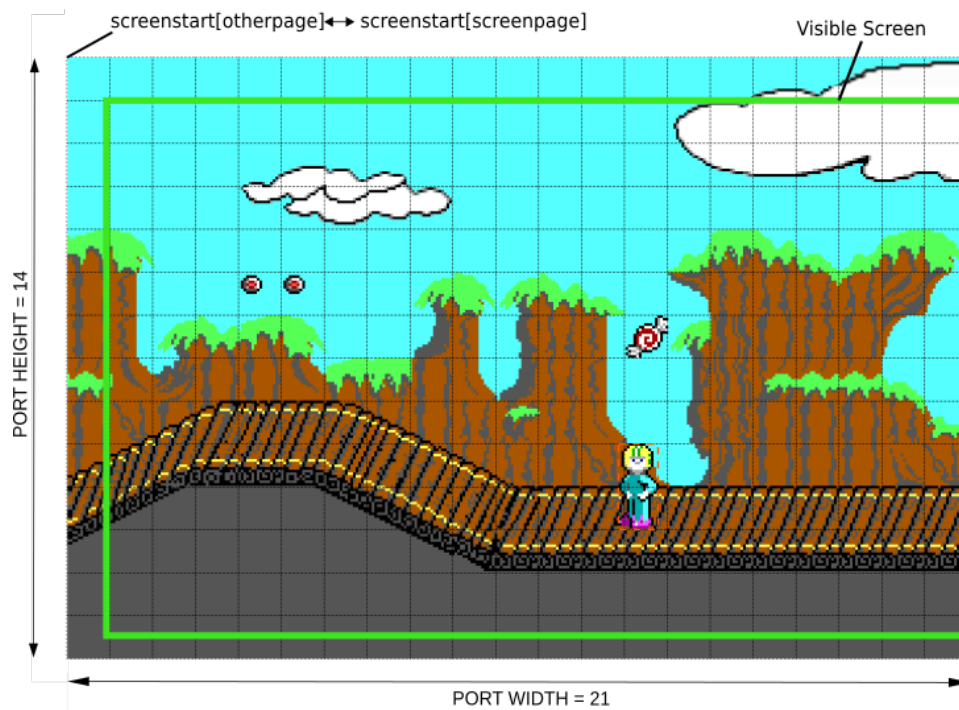 screenstart[otherpage]↔ screenstart[screenpage]
Visible Screen
PORT HEIGHT = 14
PORT WIDTH = 21